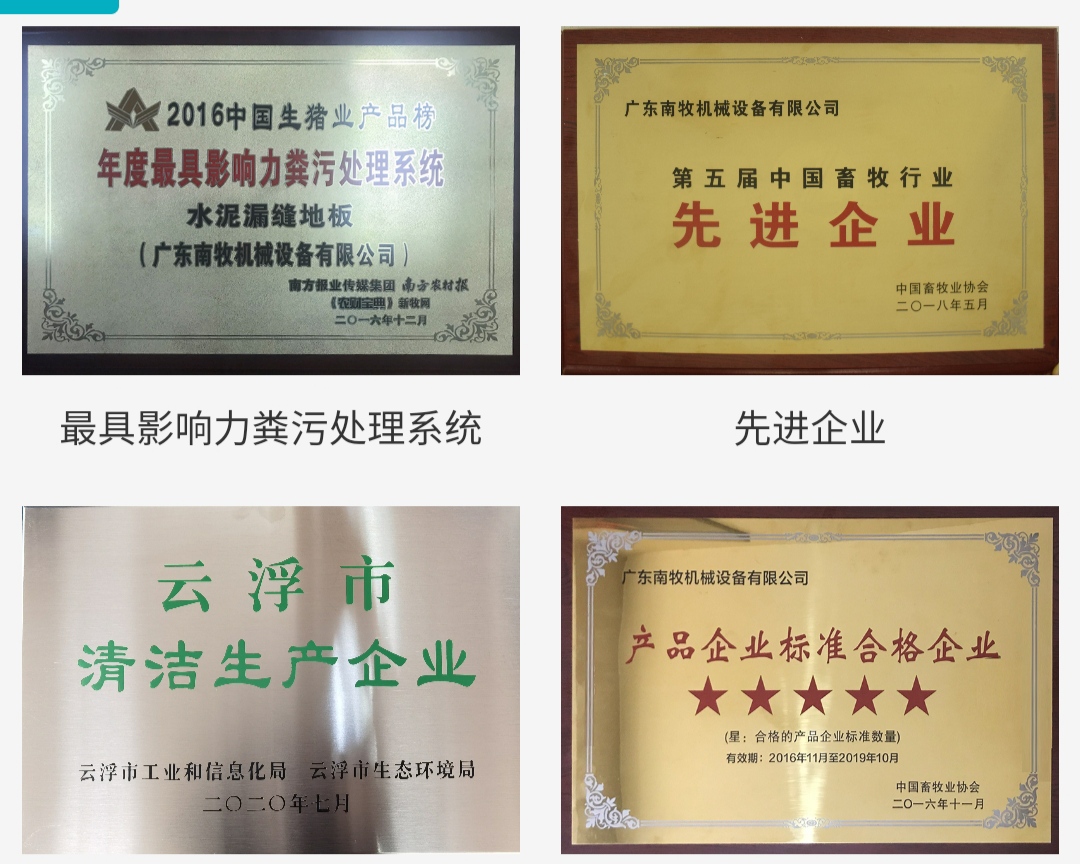 2016中国生猪业产品榜
年度最具影响力粪污处理系统
水泥漏缝地板
（广东南牧机械设备有限公司）
南方报业传媒集团 南方农村报
《农财宝典》新牧网
二〇一六年十二月
最具影响力粪污处理系统
广东南牧机械设备有限公司
第五届中国畜牧行业
先进企业
中国畜牧业协会
二〇一八年五月
先进企业
云浮市
清洁生产企业
云浮市工业和信息化局 云浮市生态环境局
二〇二〇年七月
广东南牧机械设备有限公司
产品企业标准合格企业
★★★★★
(星：合格的产品企业标准数量)
有效期：2016年11月至2019年10月
中国畜牧业协会
二〇一六年十一月